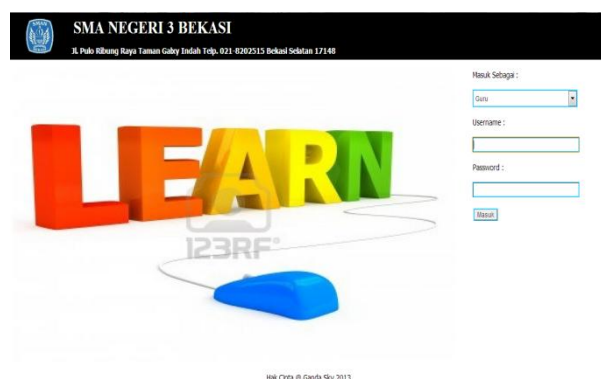 SMA NEGERI 3 BEKASI
Jl. Pulo Ribung Raya Taman Galxy Indah Telp. 021-8202515 Bekasi Selatan 17148
Masuk Sebagai :
Guru
Username :
Password :
Masuk
LEARN
123RF®
Hak Cipta @ Ganda Sky 2013